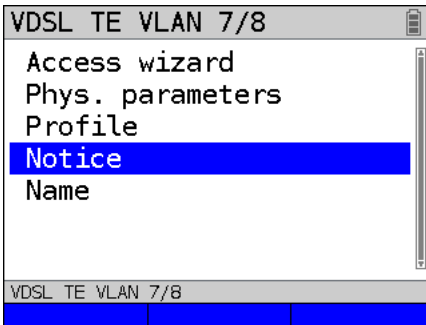 VDSL TE VLAN 7/8
Access wizard
Phys. parameters
Profile
Notice
Name
VDSL TE VLAN 7/8